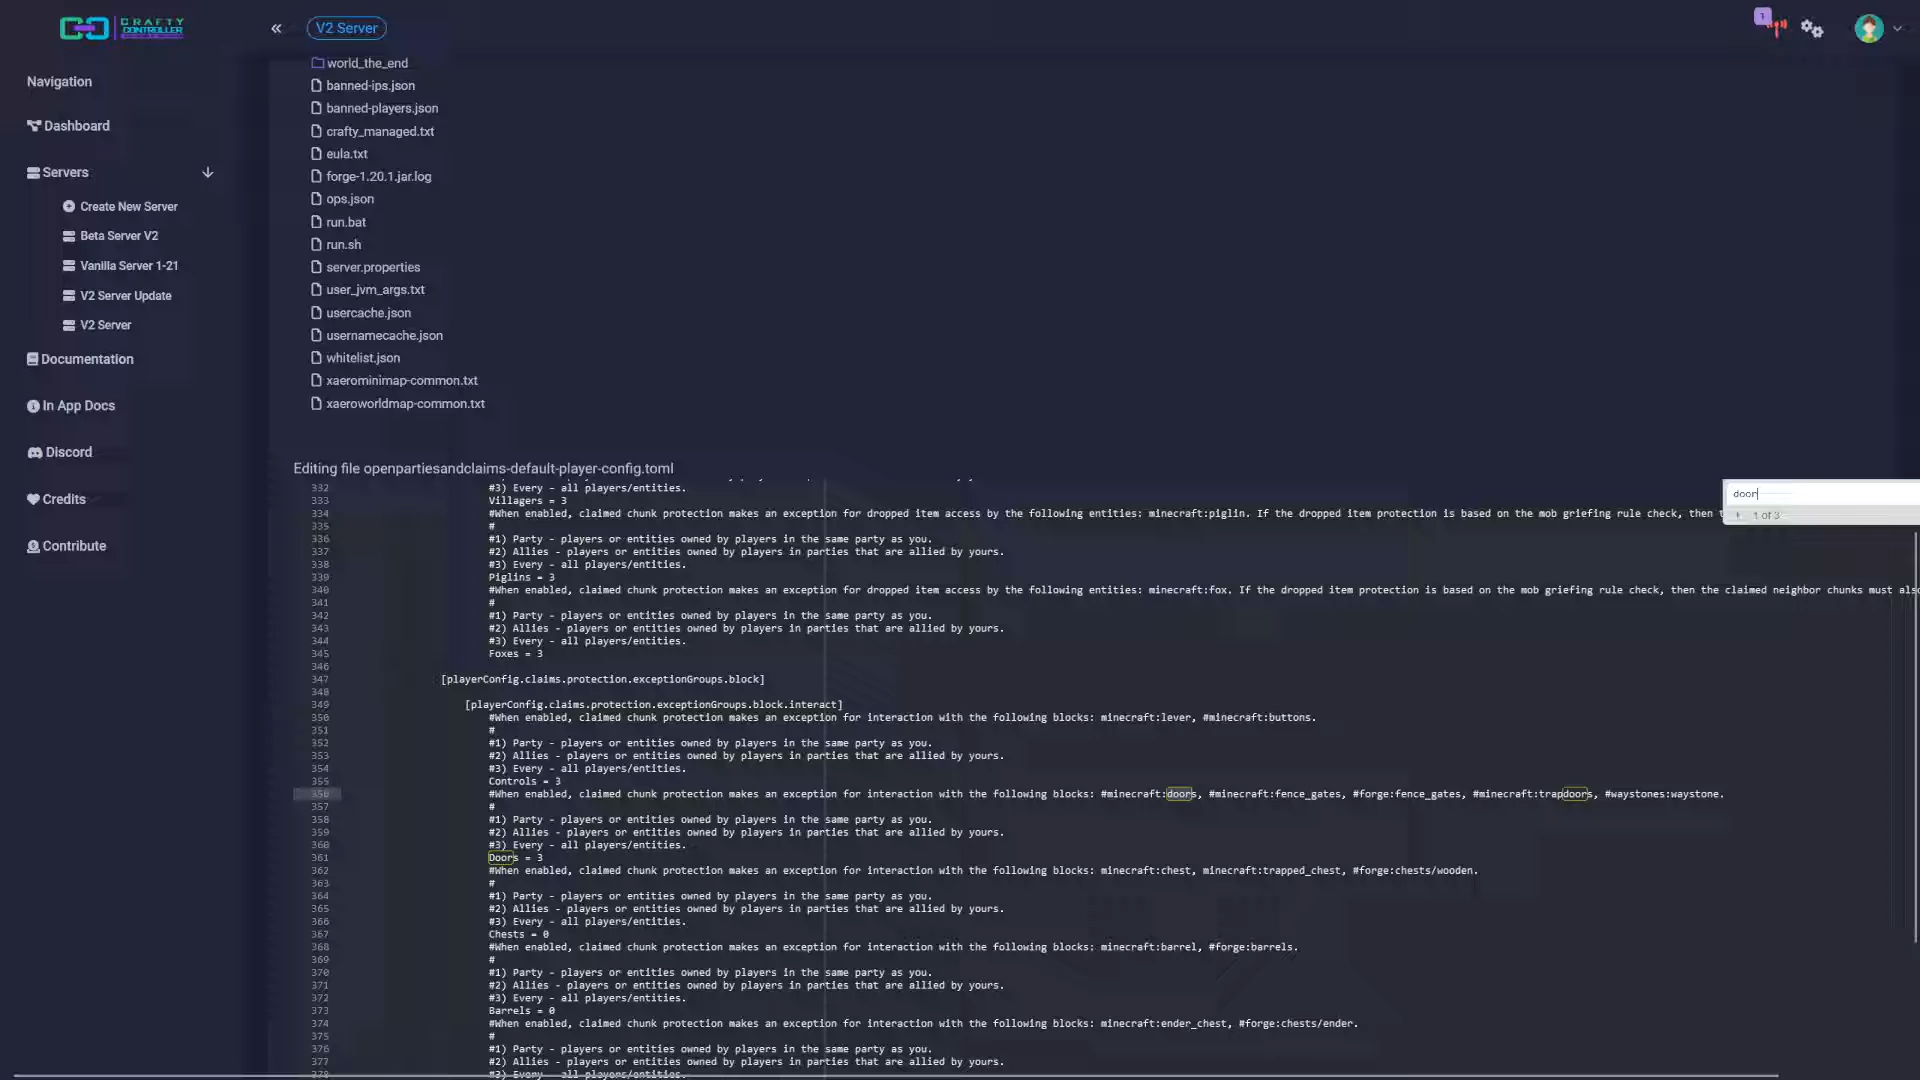 CRAFTY
CONTROLLER
V2 Server
1
Navigation
Dashboard
Servers
Create New Server
Beta Server V2
Vanilla Server 1-21
V2 Server Update
V2 Server
Documentation
In App Docs
Discord
Credits
Contribute
world_the_end
banned-ips.json
banned-players.json
crafty_managed.txt
eula.txt
forge-1.20.1.jar.log
ops.json
run.bat
run.sh
server.properties
user_jvm_args.txt
usercache.json
usernamecache.json
whitelist.json
xaerominimap-common.txt
xaeroworldmap-common.txt
Editing file openpartiesandclaims-default-player-config.toml
door
1 of 3
332 #3) Every - all players/entities.
333 Villagers = 3
334 #When enabled, claimed chunk protection makes an exception for dropped item access by the following entities: minecraft:piglin. If the dropped item protection is based on the mob griefing rule check, then
335 #
336 #1) Party - players or entities owned by players in the same party as you.
337 #2) Allies - players or entities owned by players in parties that are allied by yours.
338 #3) Every - all players/entities.
339 Piglins = 3
340 #When enabled, claimed chunk protection makes an exception for dropped item access by the following entities: minecraft:fox. If the dropped item protection is based on the mob griefing rule check, then the claimed neighbor chunks must also
341 #
342 #1) Party - players or entities owned by players in the same party as you.
343 #2) Allies - players or entities owned by players in parties that are allied by yours.
344 #3) Every - all players/entities.
345 Foxes = 3
346
347 [playerConfig.claims.protection.exceptionGroups.block]
348
349 [playerConfig.claims.protection.exceptionGroups.block.interact]
350 #When enabled, claimed chunk protection makes an exception for interaction with the following blocks: minecraft:lever, #minecraft:buttons.
351 #
352 #1) Party - players or entities owned by players in the same party as you.
353 #2) Allies - players or entities owned by players in parties that are allied by yours.
354 #3) Every - all players/entities.
355 Controls = 3
356 #When enabled, claimed chunk protection makes an exception for interaction with the following blocks: #minecraft:doors, #minecraft:fence_gates, #forge:fence_gates, #minecraft:trapdoors, #waystones:waystone.
357 #
358 #1) Party - players or entities owned by players in the same party as you.
359 #2) Allies - players or entities owned by players in parties that are allied by yours.
360 #3) Every - all players/entities.
361 Doors = 3
362 #When enabled, claimed chunk protection makes an exception for interaction with the following blocks: minecraft:chest, minecraft:trapped_chest, #forge:chests/wooden.
363 #
364 #1) Party - players or entities owned by players in the same party as you.
365 #2) Allies - players or entities owned by players in parties that are allied by yours.
366 #3) Every - all players/entities.
367 Chests = 0
368 #When enabled, claimed chunk protection makes an exception for interaction with the following blocks: minecraft:barrel, #forge:barrels.
369 #
370 #1) Party - players or entities owned by players in the same party as you.
371 #2) Allies - players or entities owned by players in parties that are allied by yours.
372 #3) Every - all players/entities.
373 Barrels = 0
374 #When enabled, claimed chunk protection makes an exception for interaction with the following blocks: minecraft:ender_chest, #forge:chests/ender.
375 #
376 #1) Party - players or entities owned by players in the same party as you.
377 #2) Allies - players or entities owned by players in parties that are allied by yours.
378 #3) Every - all players/entities.